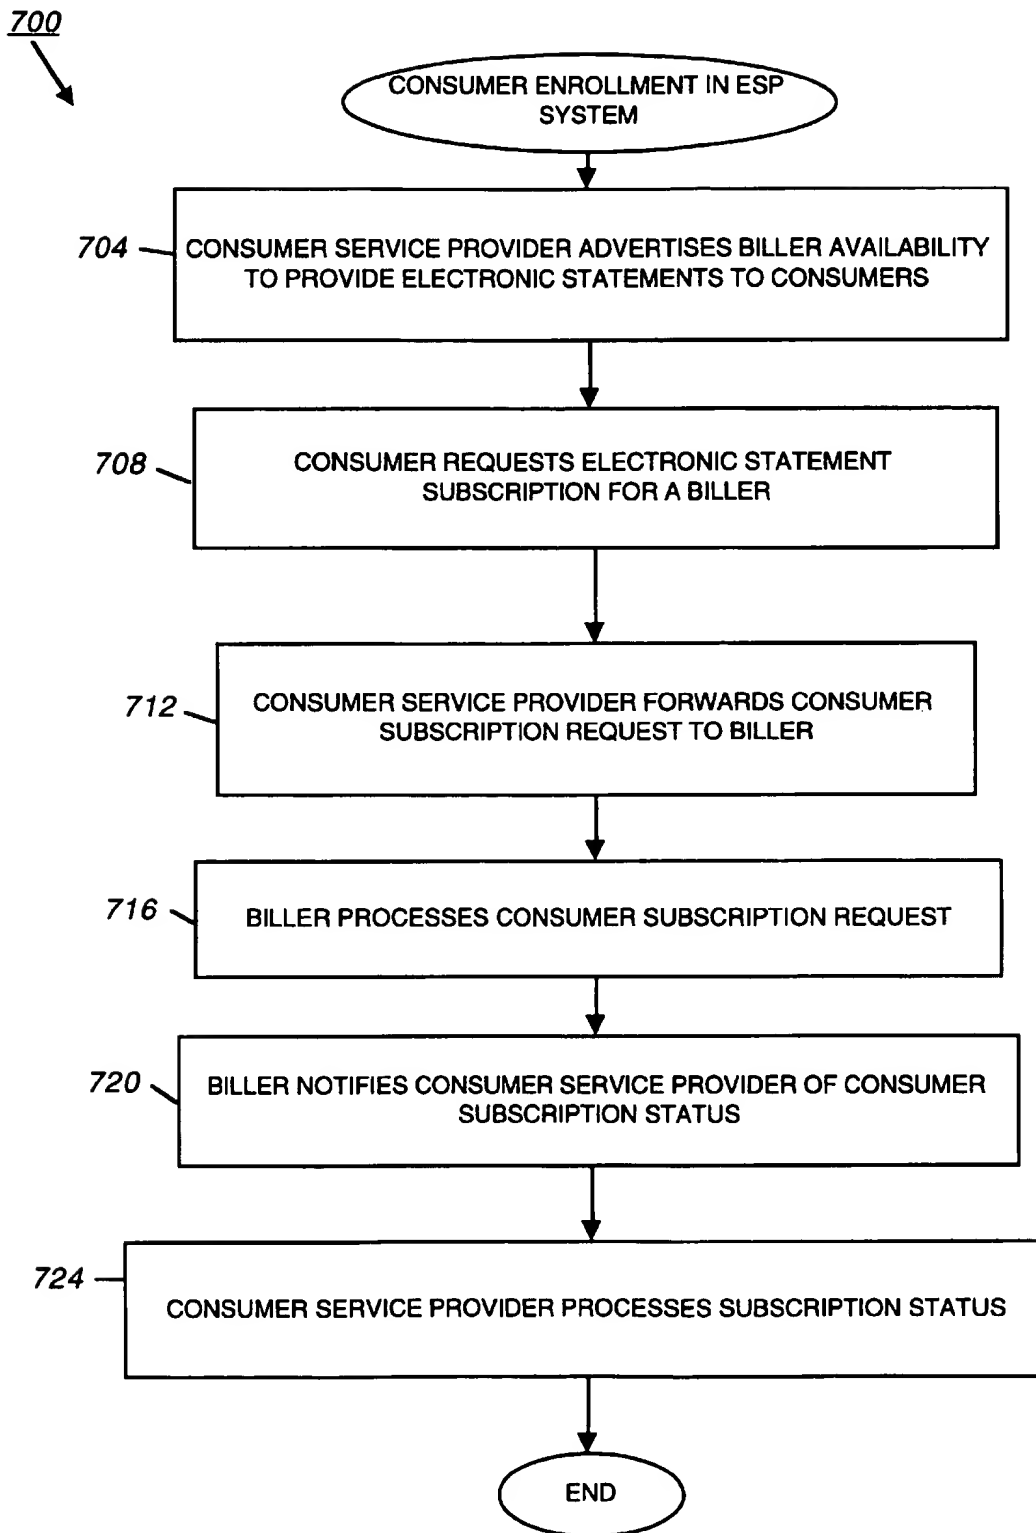 700
CONSUMER ENROLLMENT IN ESP
SYSTEM
704
CONSUMER SERVICE PROVIDER ADVERTISES BILLER AVAILABILITY
TO PROVIDE ELECTRONIC STATEMENTS TO CONSUMERS
708
CONSUMER REQUESTS ELECTRONIC STATEMENT
SUBSCRIPTION FOR A BILLER
712
CONSUMER SERVICE PROVIDER FORWARDS CONSUMER
SUBSCRIPTION REQUEST TO BILLER
716
BILLER PROCESSES CONSUMER SUBSCRIPTION REQUEST
720
BILLER NOTIFIES CONSUMER SERVICE PROVIDER OF CONSUMER
SUBSCRIPTION STATUS
724
CONSUMER SERVICE PROVIDER PROCESSES SUBSCRIPTION STATUS
END